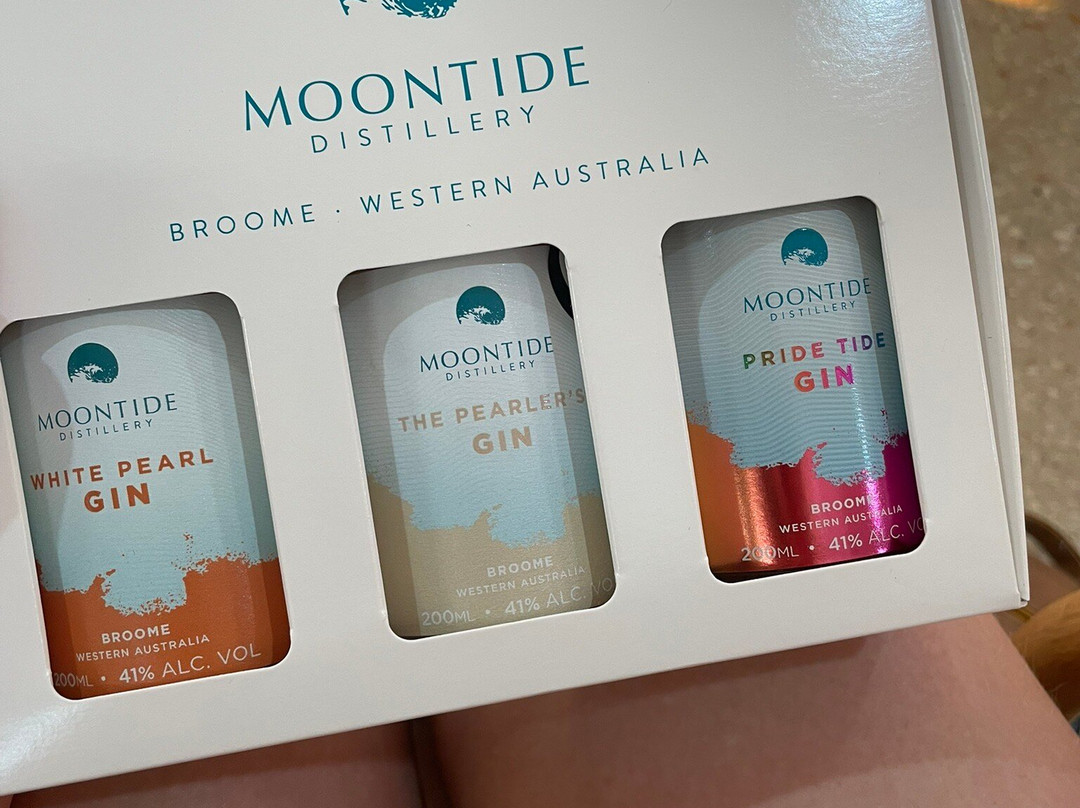 MOONTIDE
DISTILLERY
BROOME · WESTERN AUSTRALIA
MOONTIDE
DISTILLERY
WHITE PEARL
GIN
BROOME
WESTERN AUSTRALIA
200ML • 41% ALC. VOL
MOONTIDE
DISTILLERY
THE PEARLER'S
GIN
BROOME
WESTERN AUSTRALIA
200ML • 41% ALC. VO
MOONTIDE
DISTILLERY
PRIDE TIDE
GIN
BROOME
WESTERN AUSTRALIA
200ML • 41% ALC. VO